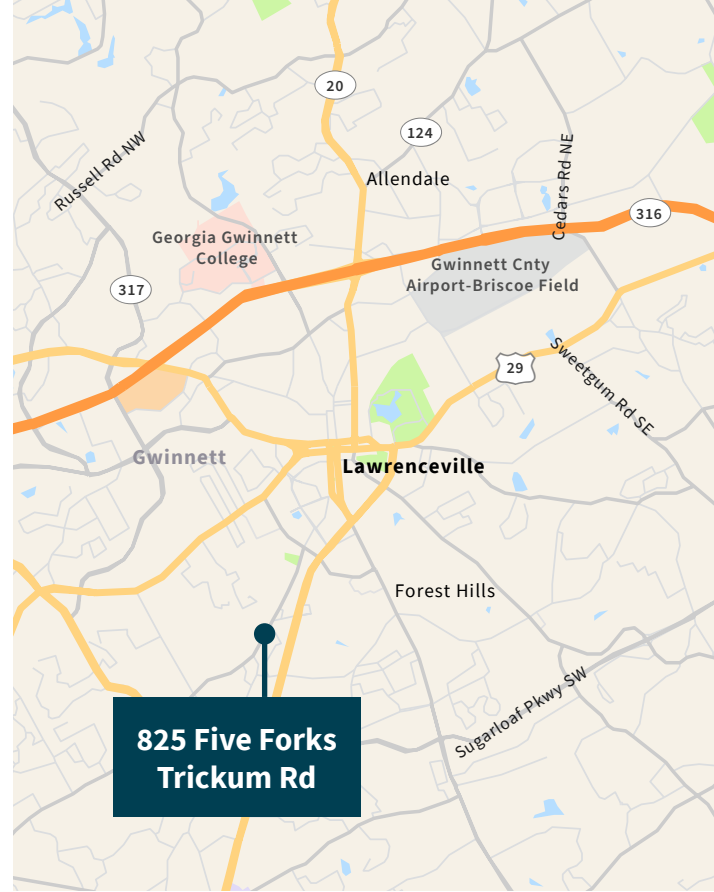 20
124
Russell Rd NW
Allendale
Cedars Rd NE
316
Georgia Gwinnett
College
Gwinnett Cnty
Airport-Briscoe Field
317
Sweetgum Rd SE
29
Gwinnett
Lawrenceville
Forest Hills
Sugarloaf Pkwy SW
825 Five Forks
Trickum Rd